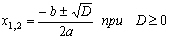 x₁,₂ = (−b ± √D) / 2a при D ≥ 0